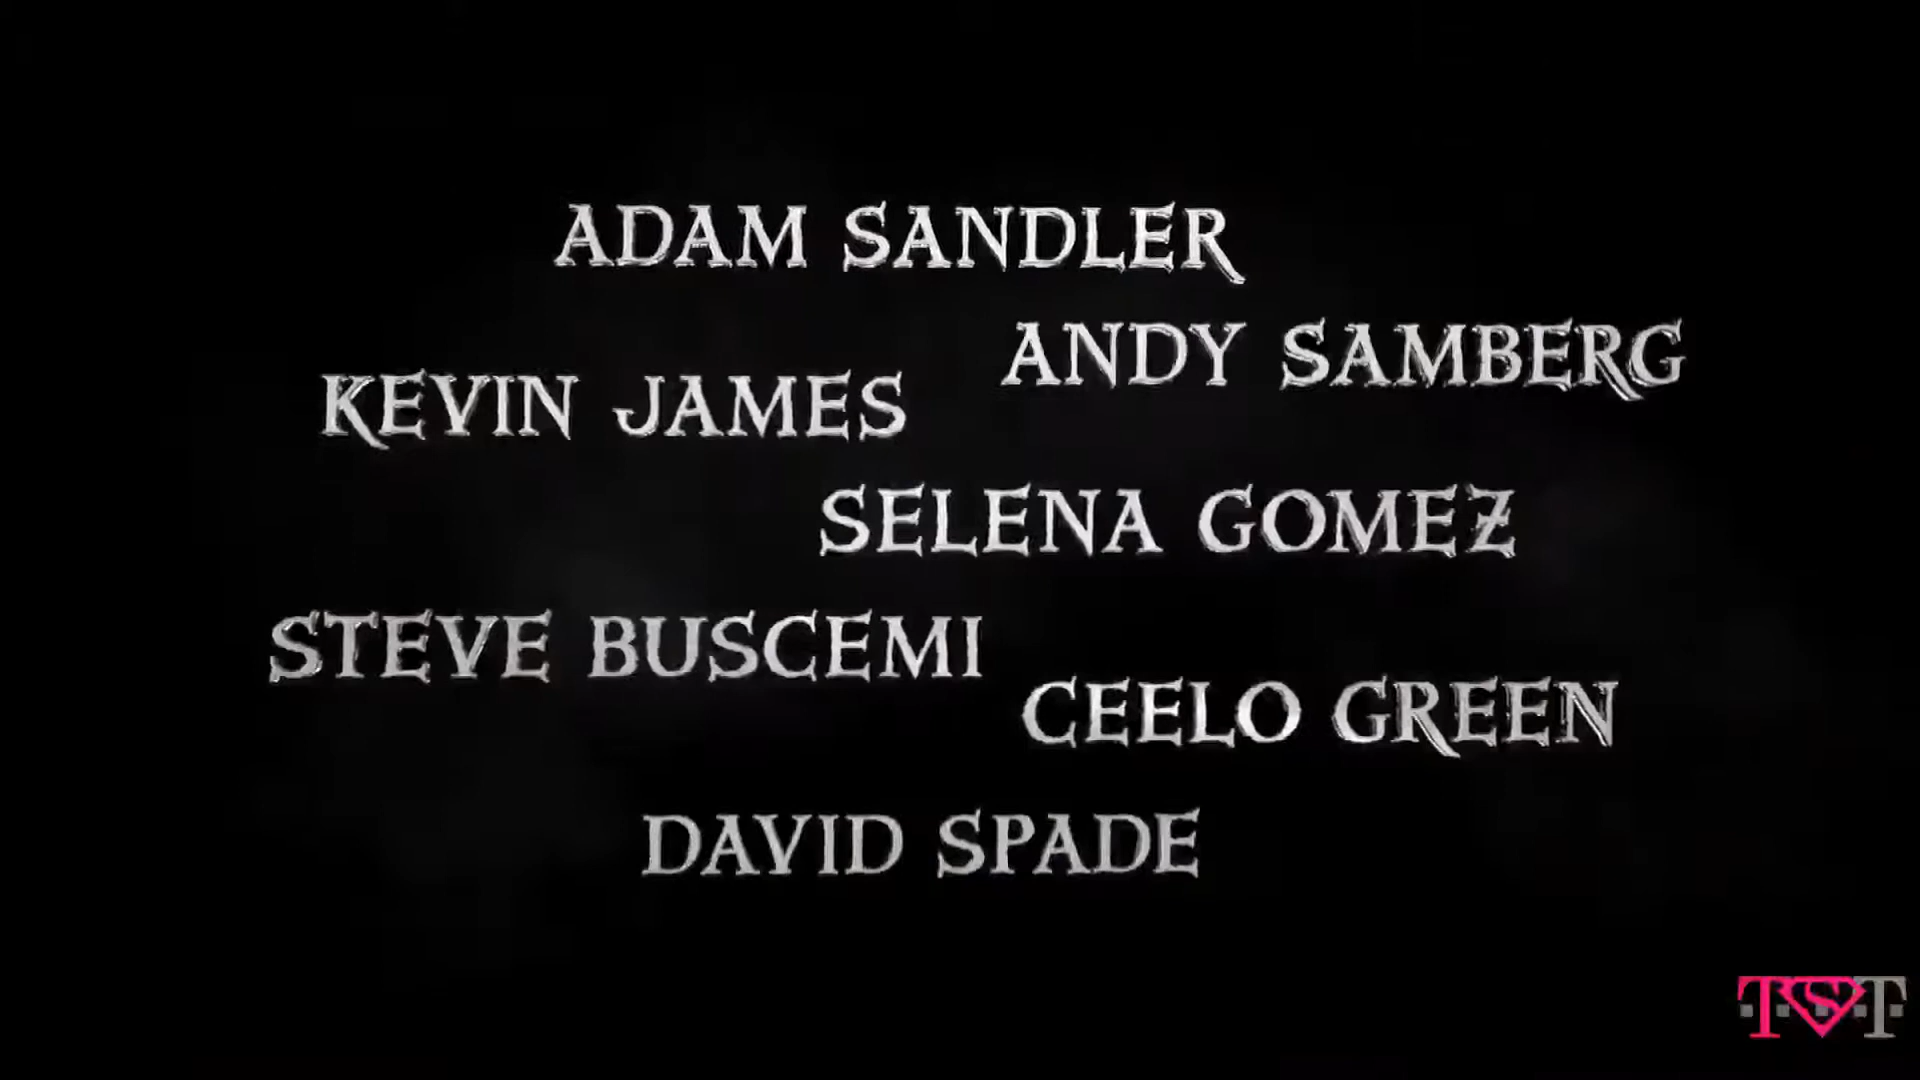 ADAM SANDLER
ANDY SAMBERG
KEVIN JAMES
SELENA GOMEZ
STEVE BUSCEMI
CEELO GREEN
DAVID SPADE
TST